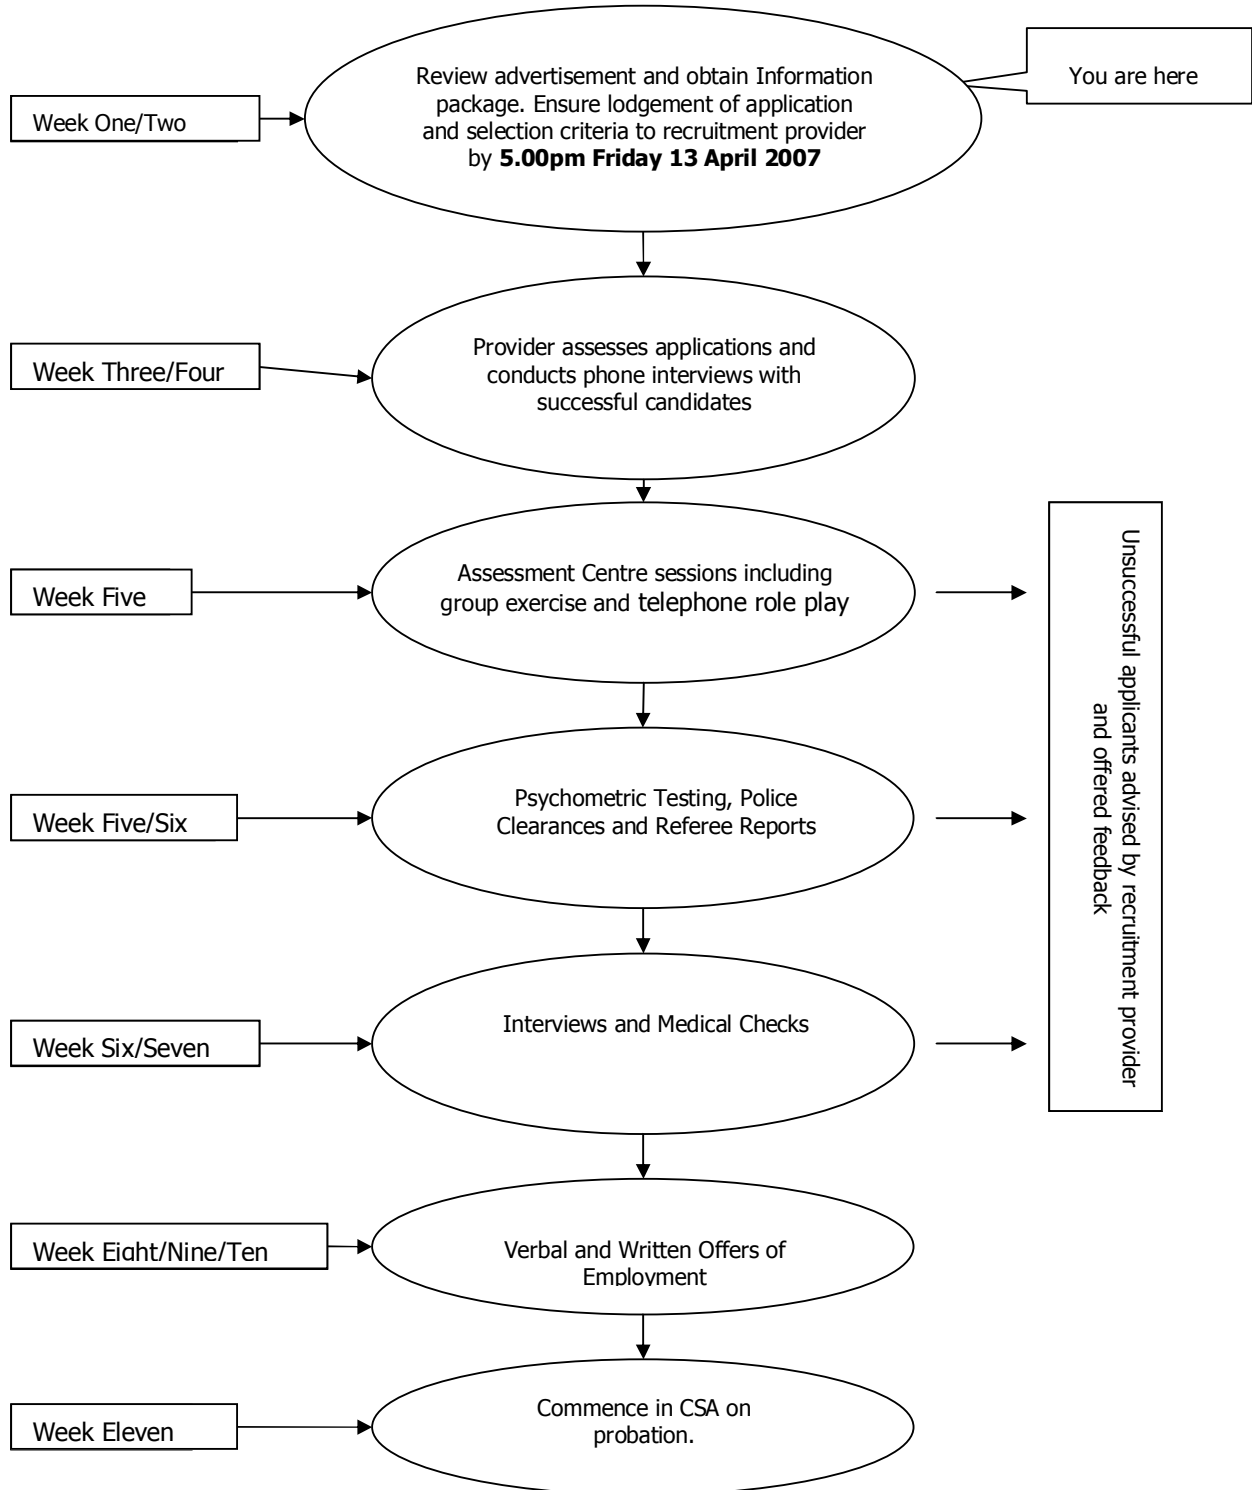 Review advertisement and obtain Information
package. Ensure lodgement of application
and selection criteria to recruitment provider
by 5.00pm Friday 13 April 2007
You are here
Week One/Two
Provider assesses applications and
conducts phone interviews with
successful candidates
Week Three/Four
Assessment Centre sessions including
group exercise and telephone role play
Week Five
Unsuccessful applicants advised by recruitment provider
and offered feedback
Psychometric Testing, Police
Clearances and Referee Reports
Week Five/Six
Interviews and Medical Checks
Week Six/Seven
Verbal and Written Offers of
Employment
Week Eight/Nine/Ten
Commence in CSA on
probation.
Week Eleven